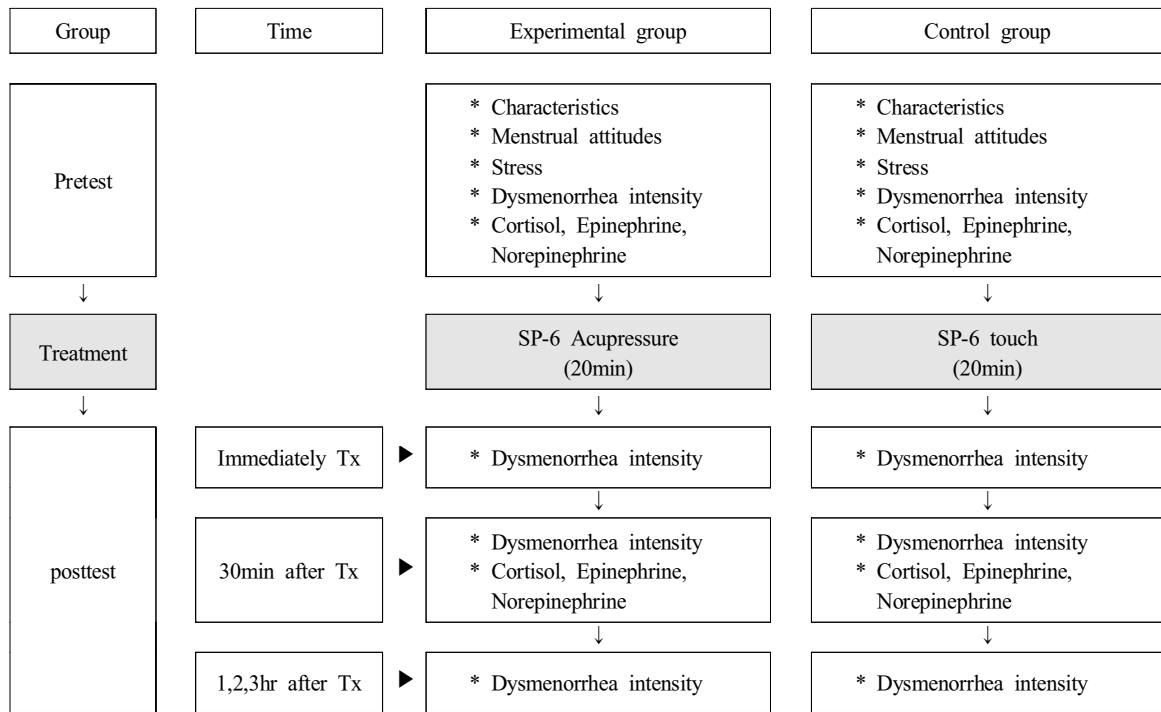 Group
Time
Experimental group
Control group
Pretest
* Characteristics
* Menstrual attitudes
* Stress
* Dysmenorrhea intensity
* Cortisol, Epinephrine,
Norepinephrine
* Characteristics
* Menstrual attitudes
* Stress
* Dysmenorrhea intensity
* Cortisol, Epinephrine,
Norepinephrine
Treatment
SP-6 Acupressure
(20min)
SP-6 touch
(20min)
posttest
Immediately Tx
* Dysmenorrhea intensity
* Dysmenorrhea intensity
30min after Tx
* Dysmenorrhea intensity
* Cortisol, Epinephrine,
Norepinephrine
* Dysmenorrhea intensity
* Cortisol, Epinephrine,
Norepinephrine
1,2,3hr after Tx
* Dysmenorrhea intensity
* Dysmenorrhea intensity